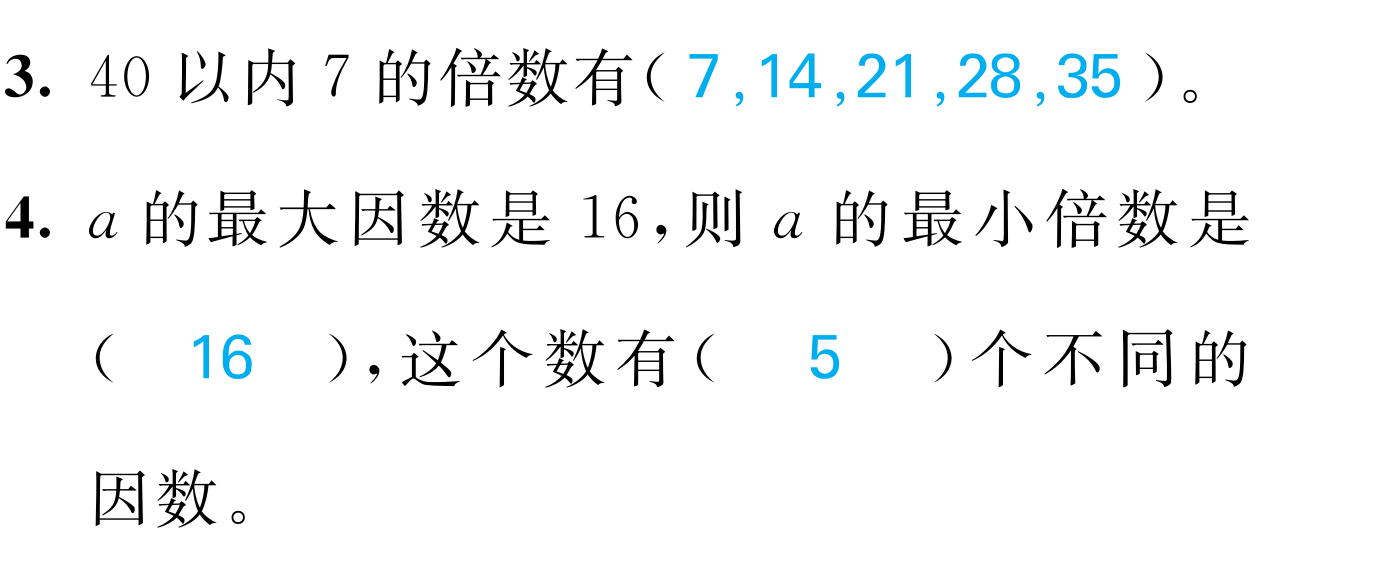 3. 40 以内 7 的倍数有( 7,14,21,28,35 )。
4. a 的最大因数是 16,则 a 的最小倍数是
( 16 ),这个数有( 5 )个不同的
因数。